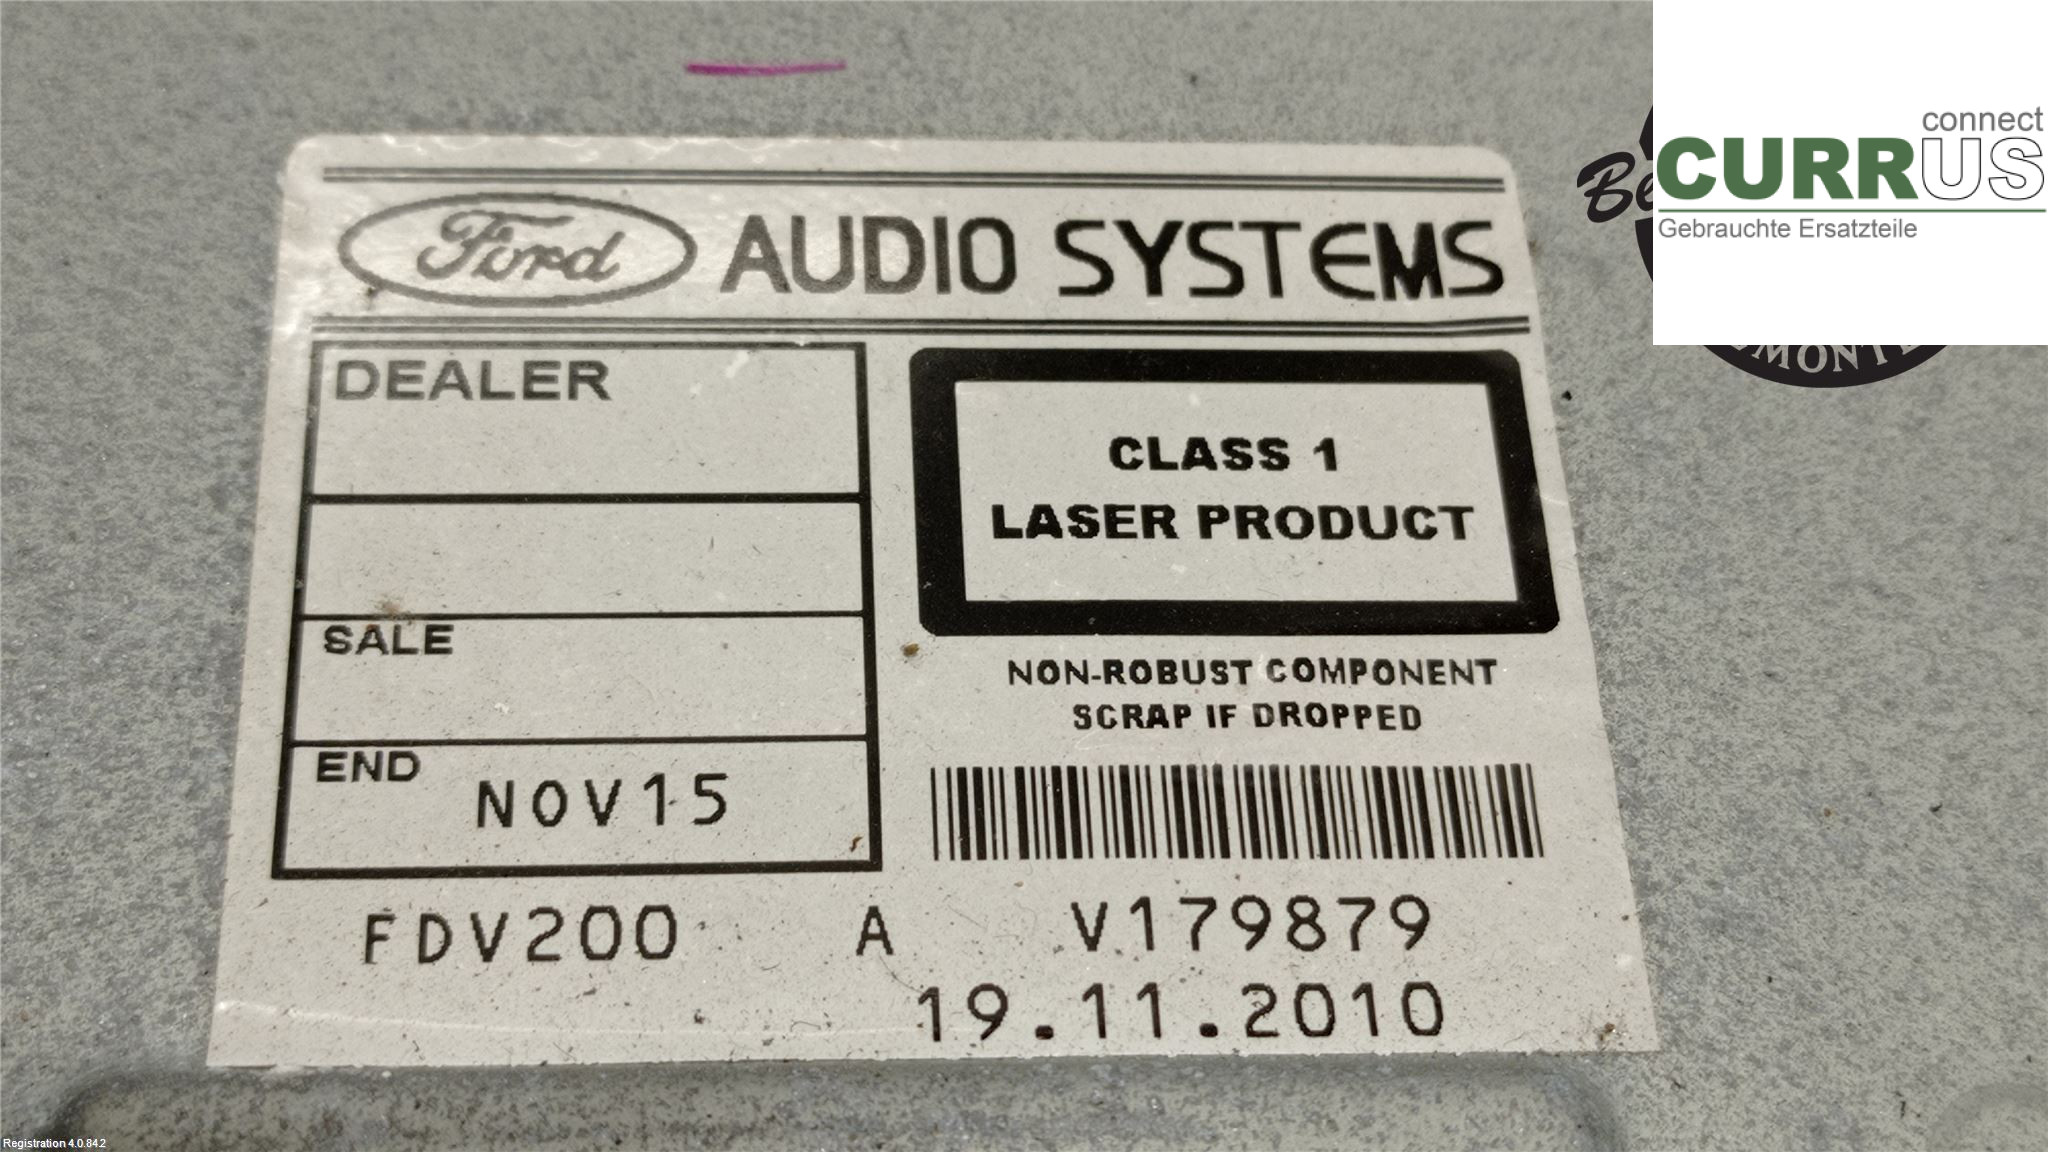 connect
CURRUS
Gebrauchte Ersatzteile
Ford AUDIO SYSTEMS
DEALER
SALE
END NOV15
CLASS 1
LASER PRODUCT
NON-ROBUST COMPONENT
SCRAP IF DROPPED
FDV200 A V179879
19.11.2010
Registration 4.0.84.2